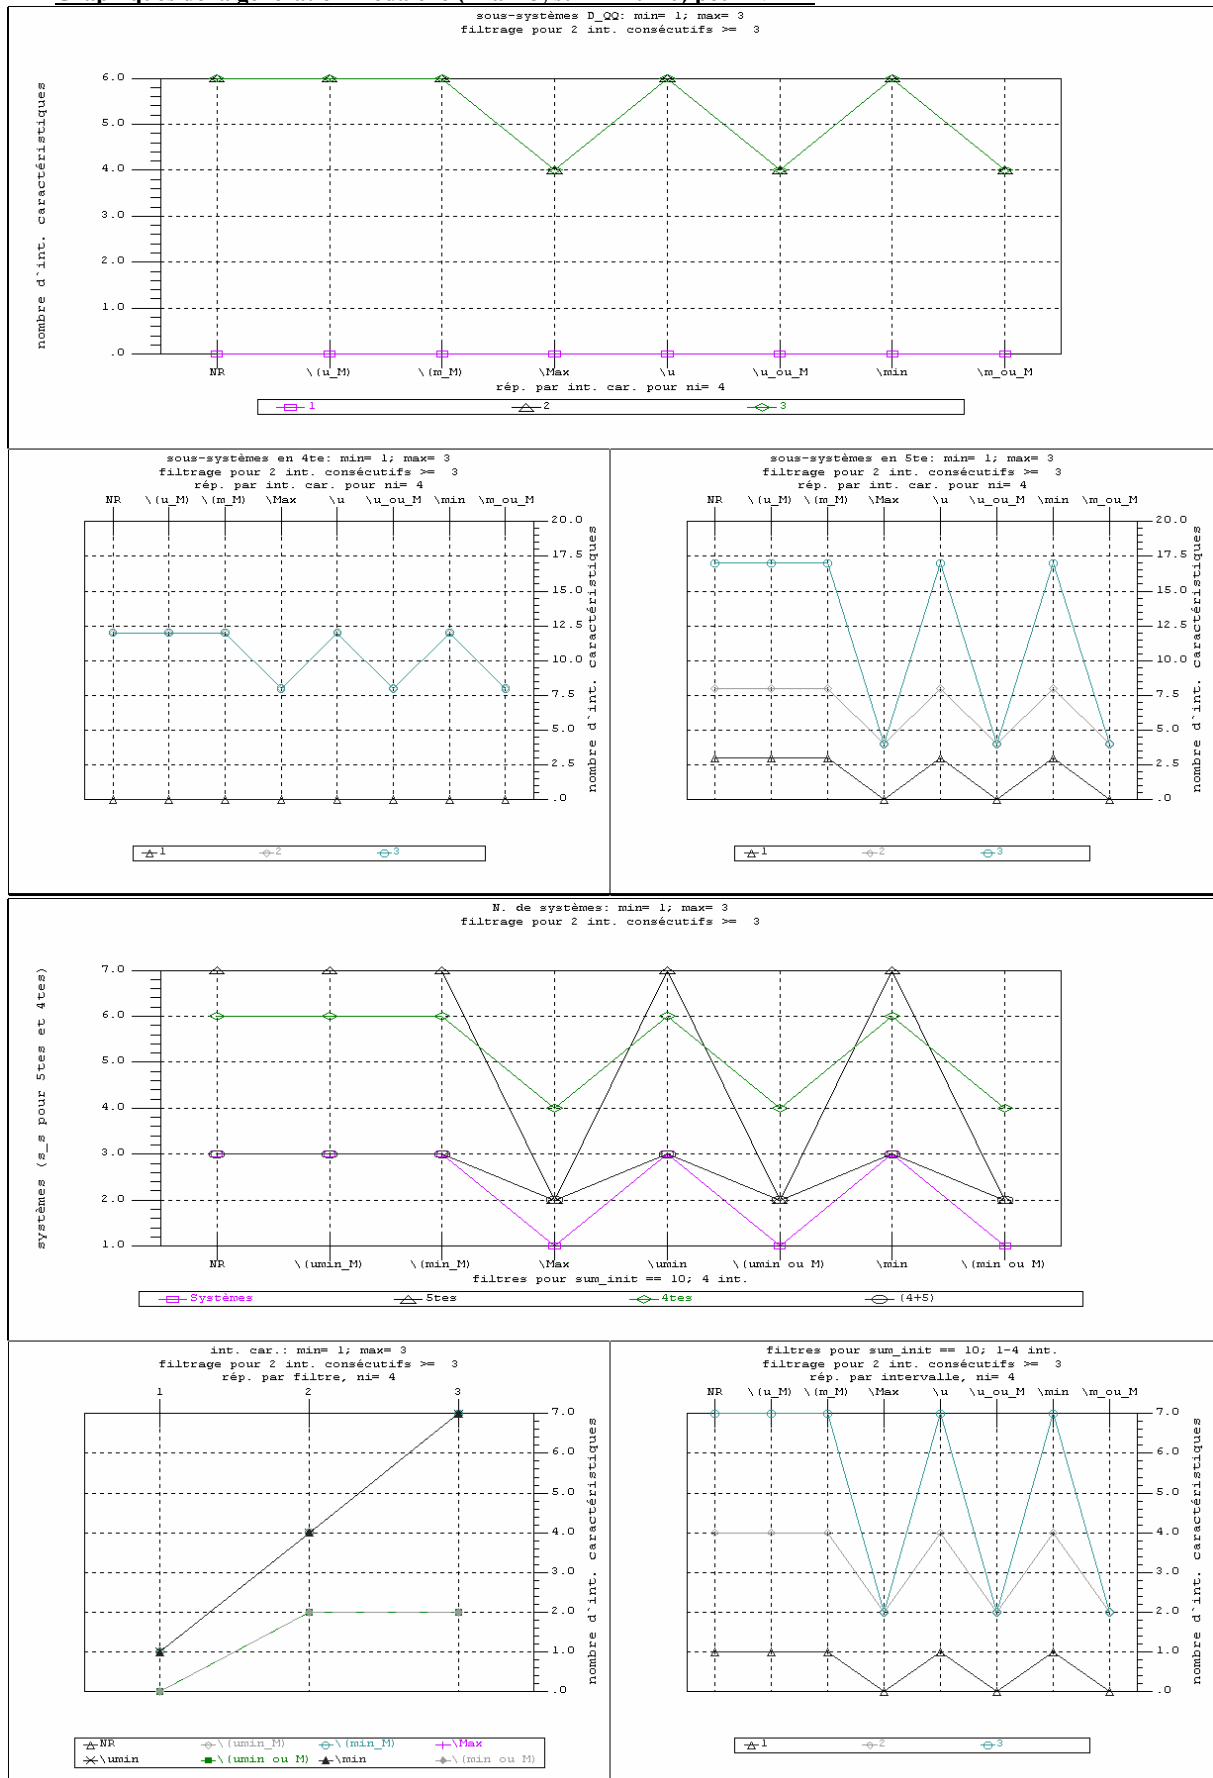 sous-systèmes D_QQ: min= 1; max= 3
filtrage pour 2 int. consécutifs >= 3
nombre d`int. caractéristiques
6.0
5.0
4.0
3.0
2.0
1.0
.0
NR \(u_M) \(m_M) \Max \u \u_ou_M \min \m_ou_M
rép. par int. car. pour ni= 4
1 2 3
sous-systèmes en 4te: min= 1; max= 3
filtrage pour 2 int. consécutifs >= 3
rép. par int. car. pour ni= 4
NR \(u_M) \(m_M) \Max \u \u_ou_M \min \m_ou_M
20.0
17.5
15.0
12.5
10.0
7.5
5.0
2.5
.0
nombre d`int. caractéristiques
1 2 3
sous-systèmes en 5te: min= 1; max= 3
filtrage pour 2 int. consécutifs >= 3
rép. par int. car. pour ni= 4
NR \(u_M) \(m_M) \Max \u \u_ou_M \min \m_ou_M
20.0
17.5
15.0
12.5
10.0
7.5
5.0
2.5
.0
nombre d`int. caractéristiques
1 2 3
N. de systèmes: min= 1; max= 3
filtrage pour 2 int. consécutifs >= 3
systèmes (s_s pour 5tes et 4tes)
7.0
6.0
5.0
4.0
3.0
2.0
1.0
NR \(umin_M) \(min_M) \Max \umin \(umin ou M) \min \(min ou M)
filtres pour sum_init == 10; 4 int.
Systèmes 5tes 4tes (4+5)
int. car.: min= 1; max= 3
filtrage pour 2 int. consécutifs >= 3
rép. par filtre, ni= 4
1 2 3
7.0
6.0
5.0
4.0
3.0
2.0
1.0
.0
nombre d`int. caractéristiques
NR \(umin_M) \(min_M) \Max
\umin \(umin ou M) \min \(min ou M)
filtres pour sum_init == 10; 1-4 int.
filtrage pour 2 int. consécutifs >= 3
rép. par intervalle, ni= 4
NR \(u_M) \(m_M) \Max \u \u_ou_M \min \m_ou_M
7.0
6.0
5.0
4.0
3.0
2.0
1.0
.0
nombre d`int. caractéristiques
1 2 3